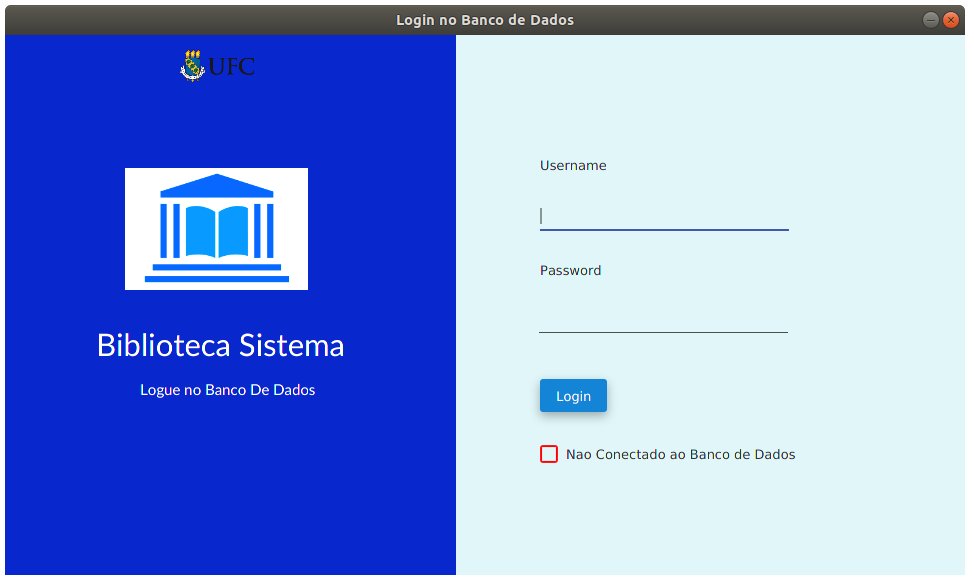 Login no Banco de Dados
UFC
Biblioteca Sistema
Logue no Banco De Dados
Username
Password
Login
Nao Conectado ao Banco de Dados